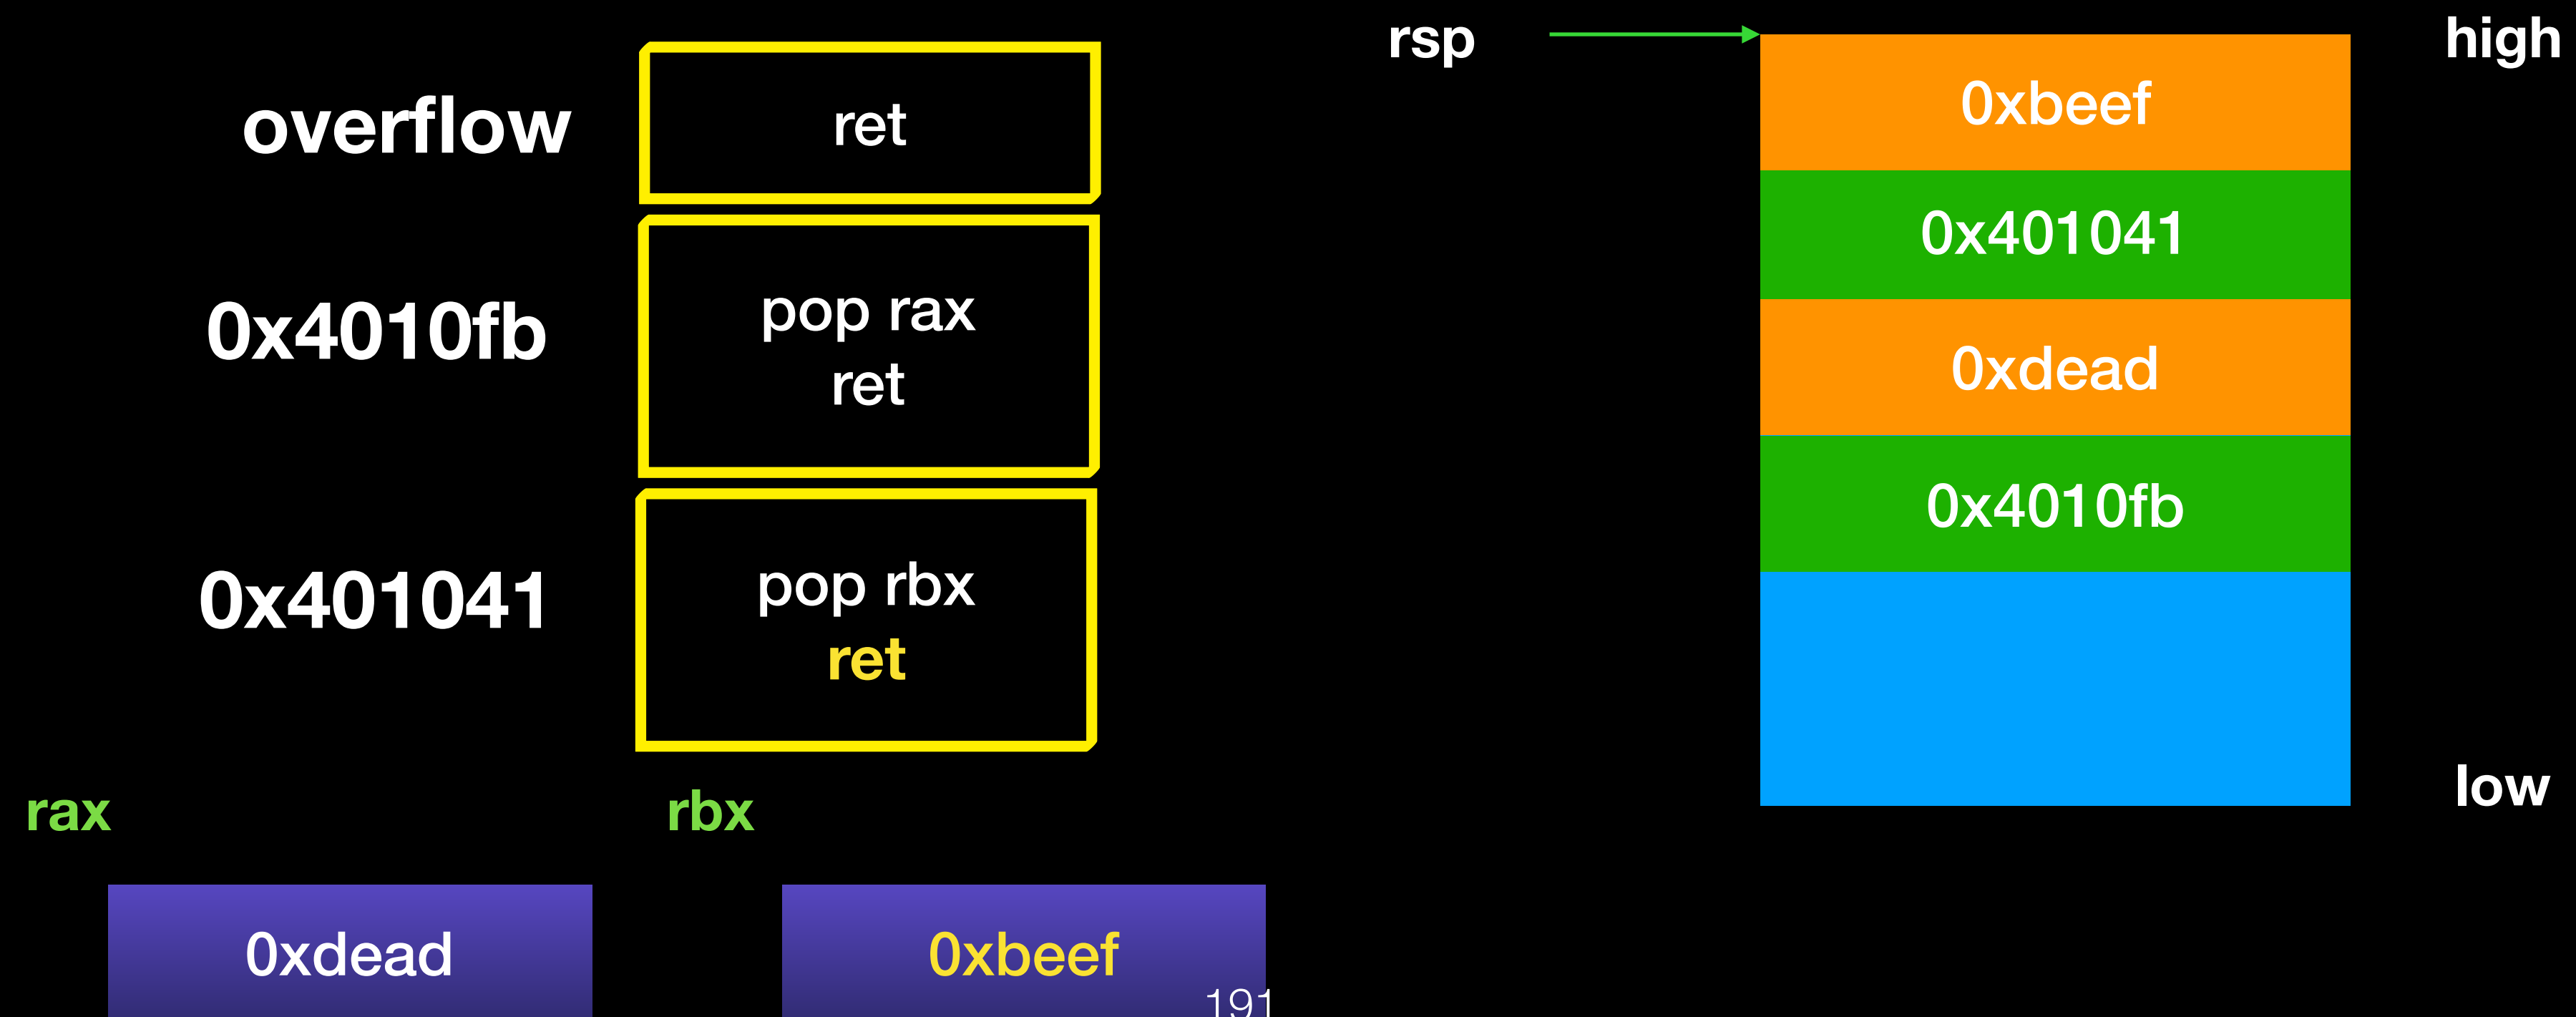 overflow
ret
0x4010fb
pop rax
ret
0x401041
pop rbx
ret
rax
rbx
0xdead
0xbeef
rsp
high
0xbeef
0x401041
0xdead
0x4010fb
low
191